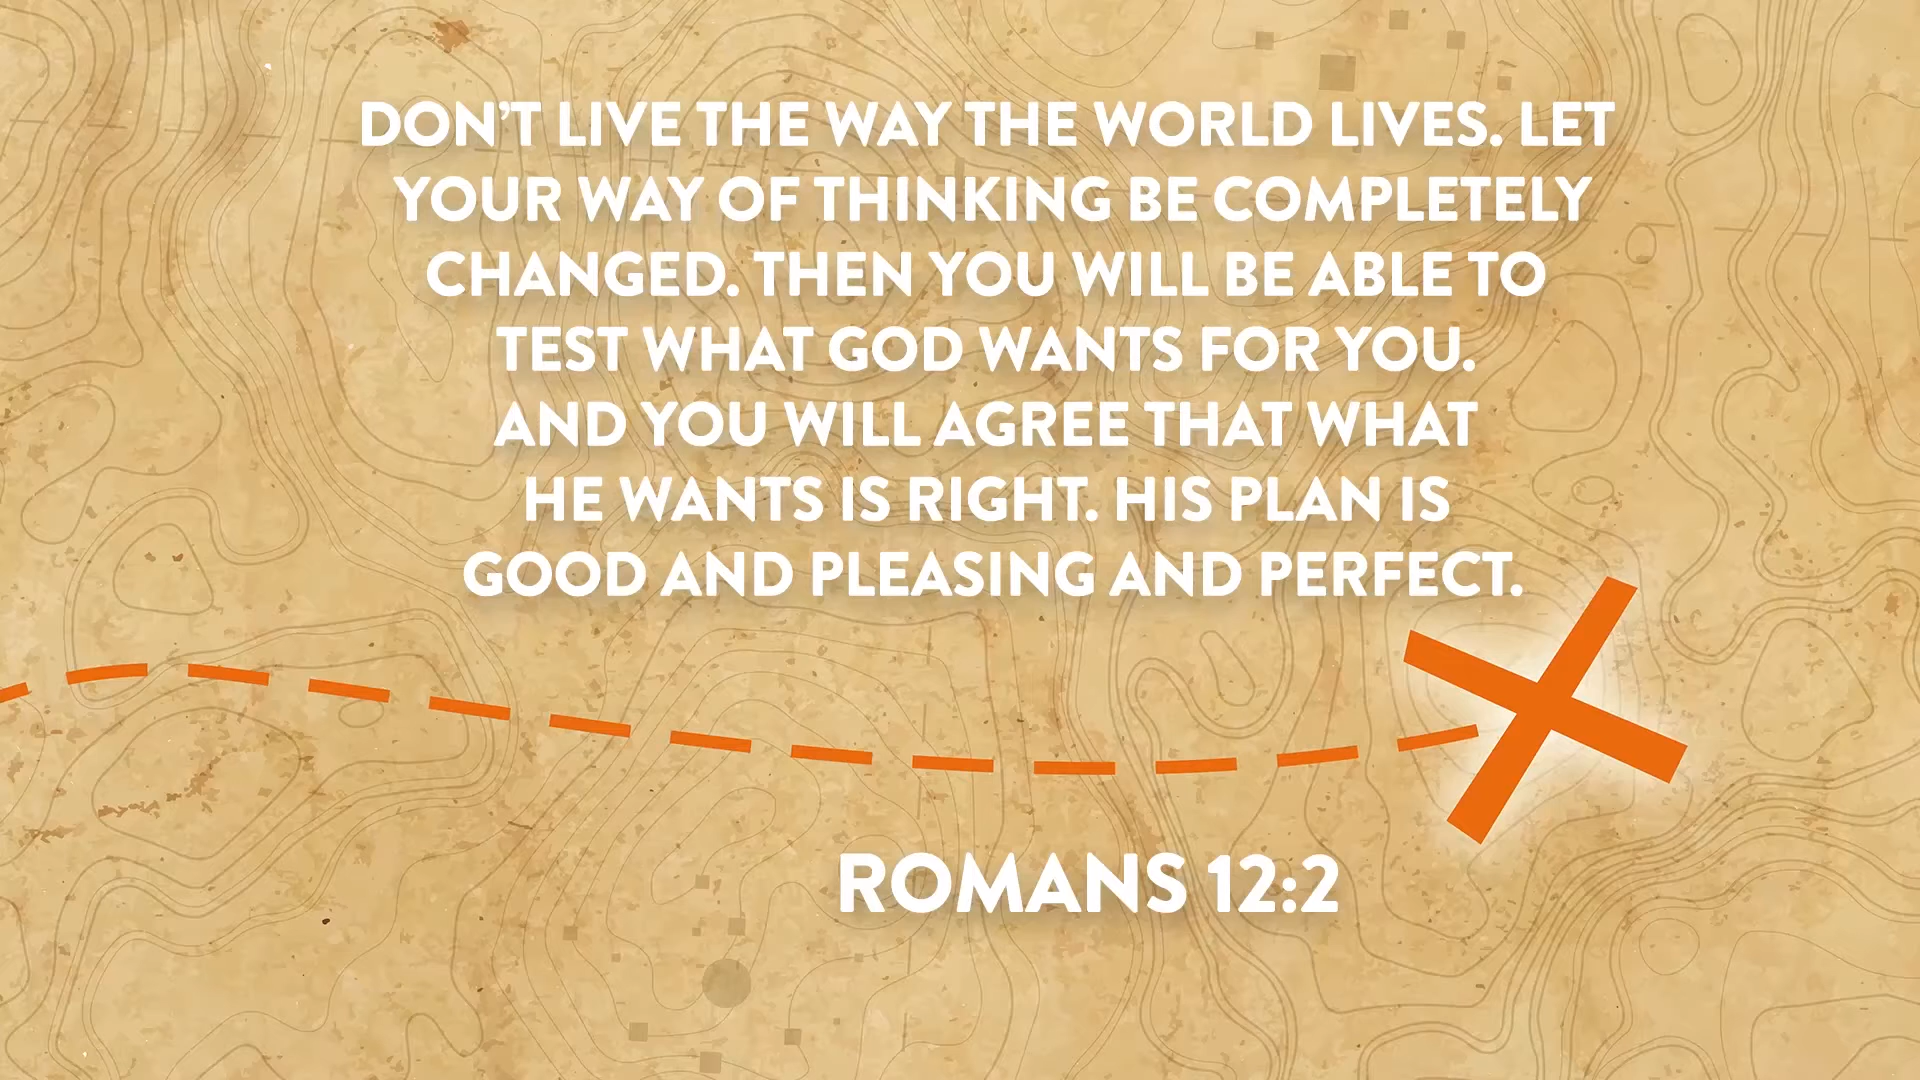 DON'T LIVE THE WAY THE WORLD LIVES. LET
YOUR WAY OF THINKING BE COMPLETELY
CHANGED. THEN YOU WILL BE ABLE TO
TEST WHAT GOD WANTS FOR YOU.
AND YOU WILL AGREE THAT WHAT
HE WANTS IS RIGHT. HIS PLAN IS
GOOD AND PLEASING AND PERFECT.
ROMANS 12:2